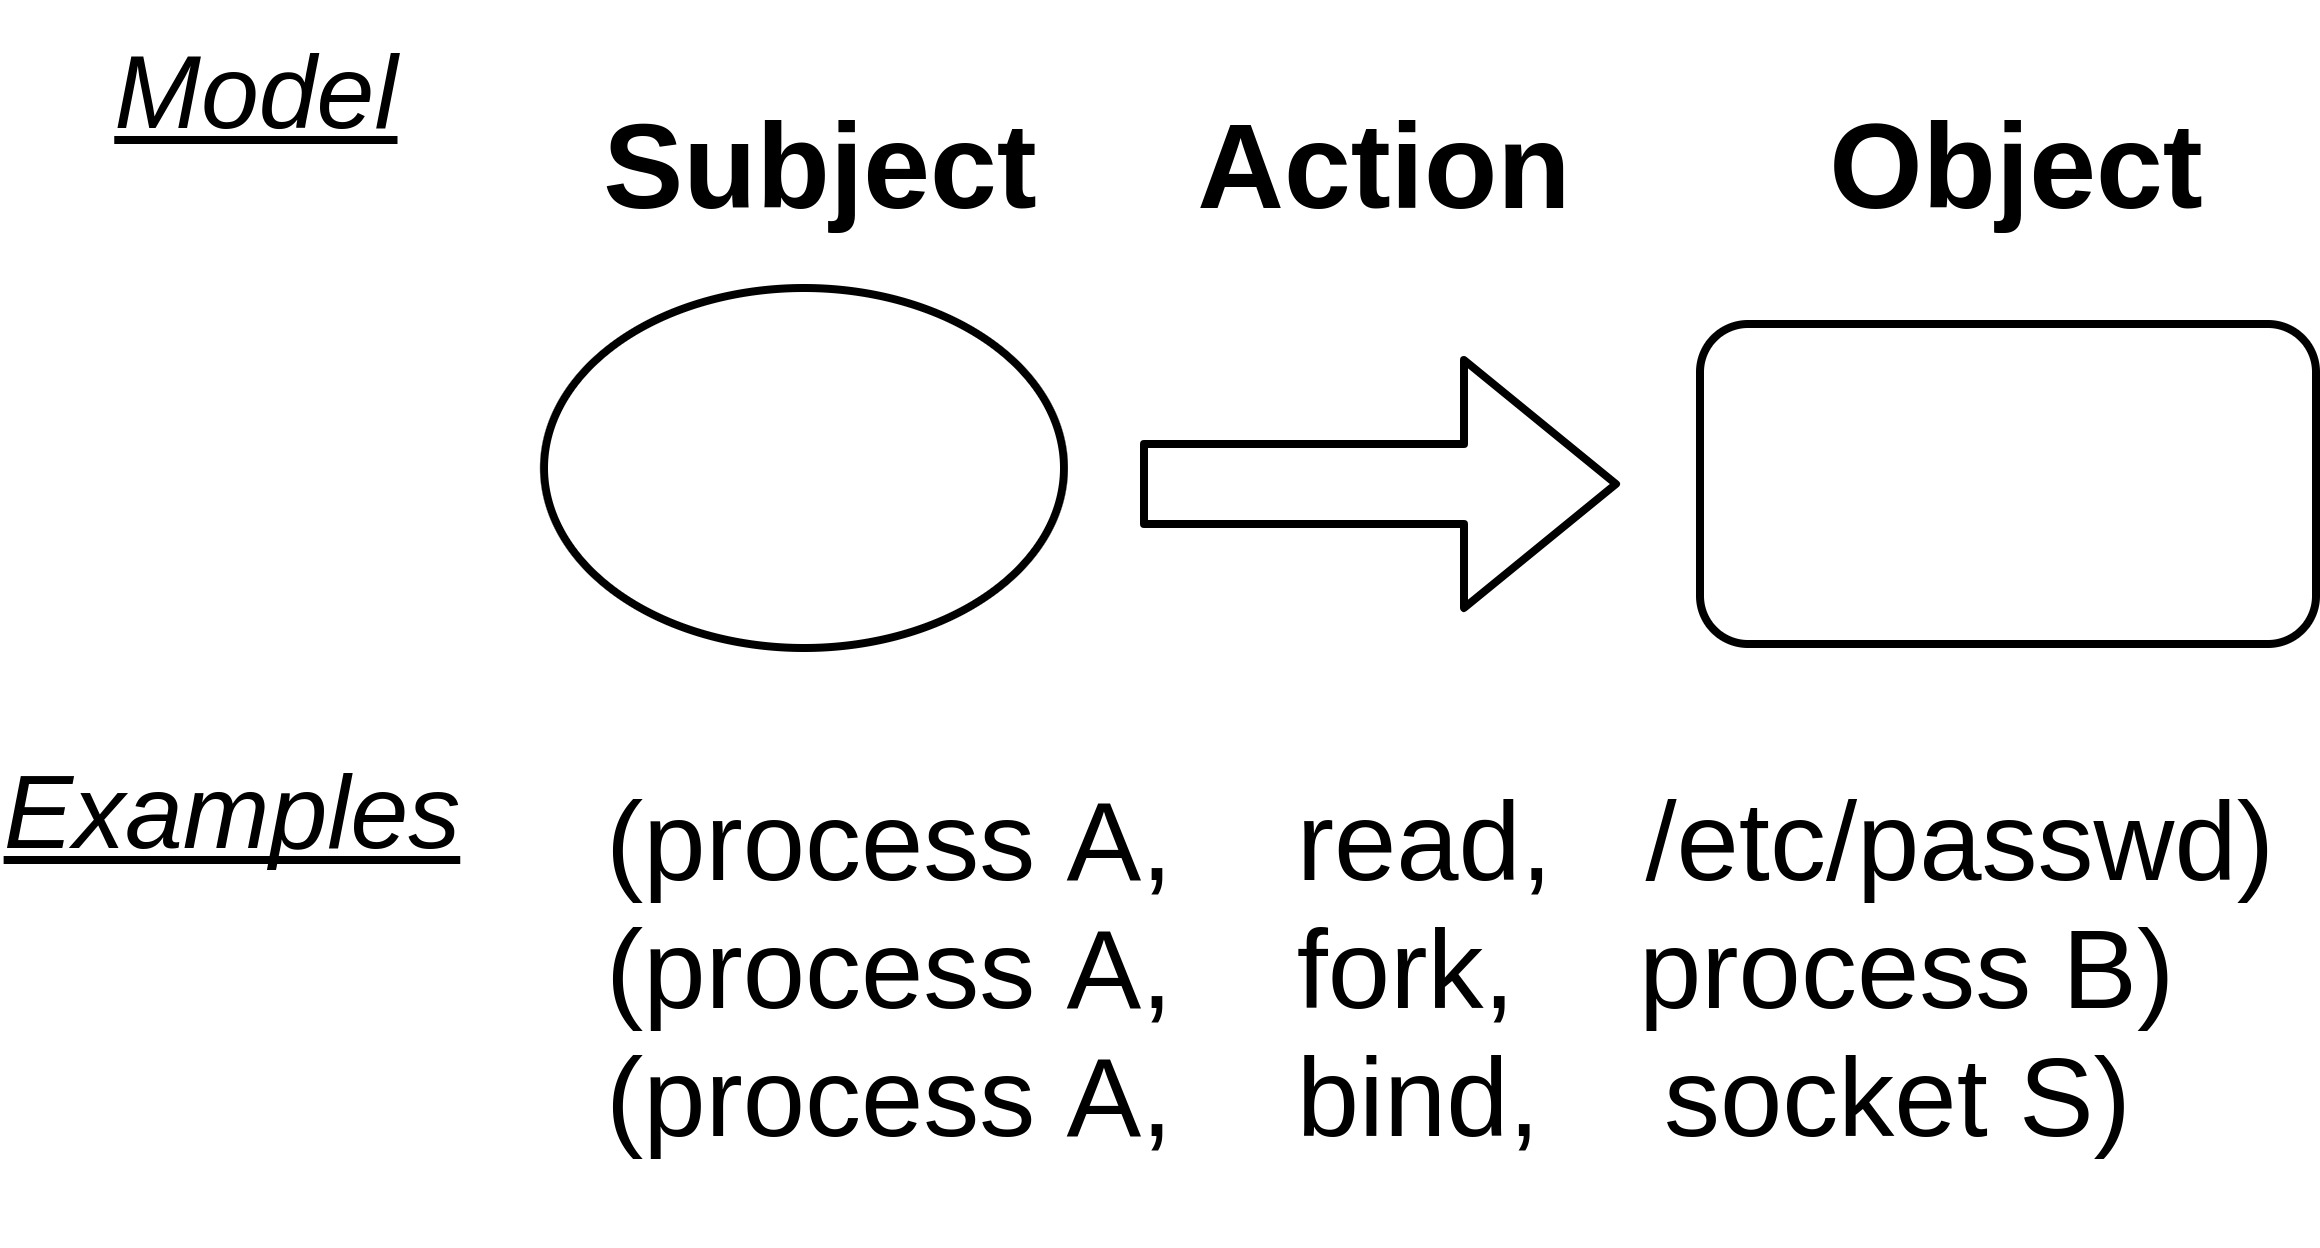 Model
Subject Action Object
Examples
(process A, read, /etc/passwd)
(process A, fork, process B)
(process A, bind, socket S)